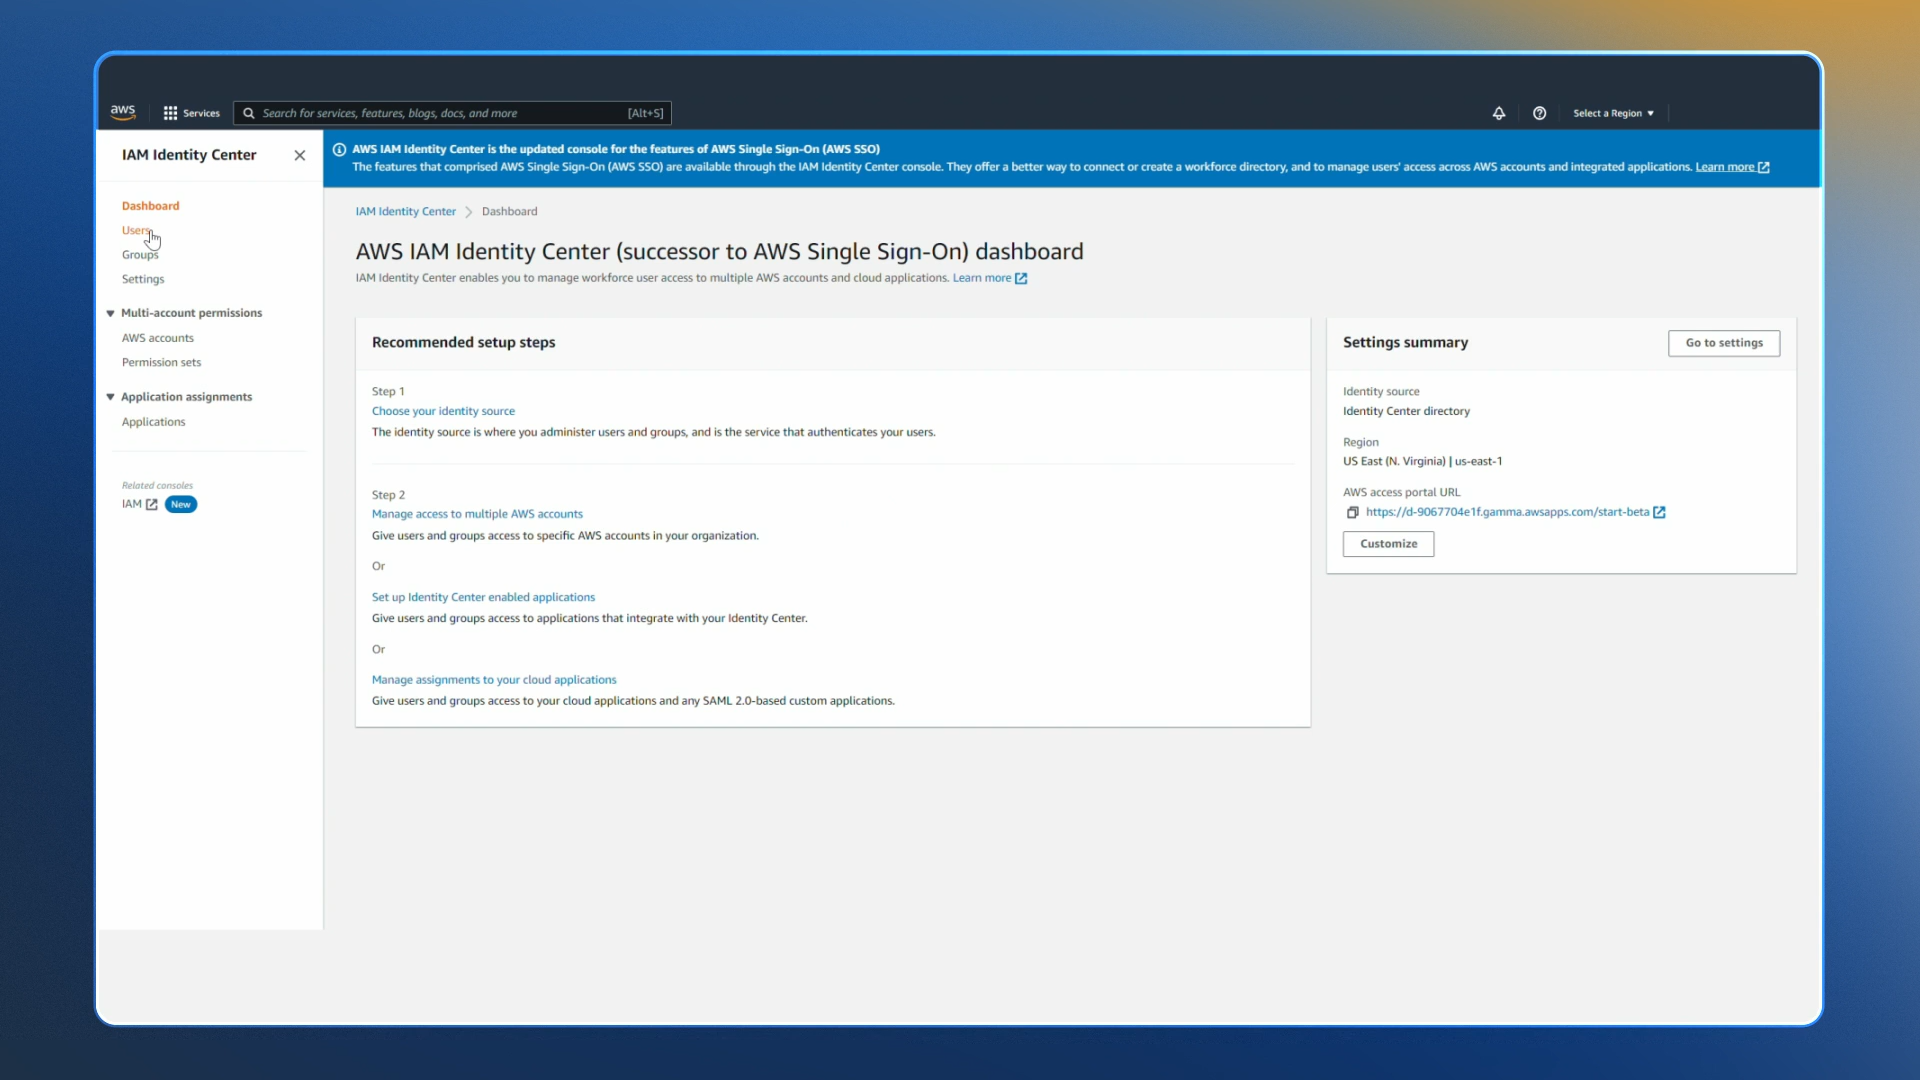 aws
Services
Search for services, features, blogs, docs, and more
[Alt+S]
Select a Region
IAM Identity Center
Dashboard
Users
Groups
Settings
Multi-account permissions
AWS accounts
Permission sets
Application assignments
Applications
Related consoles
IAM
New
AWS IAM Identity Center is the updated console for the features of AWS Single Sign-On (AWS SSO)
The features that comprised AWS Single Sign-On (AWS SSO) are available through the IAM Identity Center console. They offer a better way to connect or create a workforce directory, and to manage users' access across AWS accounts and integrated applications. Learn more
IAM Identity Center
Dashboard
AWS IAM Identity Center (successor to AWS Single Sign-On) dashboard
IAM Identity Center enables you to manage workforce user access to multiple AWS accounts and cloud applications. Learn more
Recommended setup steps
Step 1
Choose your identity source
The identity source is where you administer users and groups, and is the service that authenticates your users.
Step 2
Manage access to multiple AWS accounts
Give users and groups access to specific AWS accounts in your organization.
Or
Set up Identity Center enabled applications
Give users and groups access to applications that integrate with your Identity Center.
Or
Manage assignments to your cloud applications
Give users and groups access to your cloud applications and any SAML 2.0-based custom applications.
Settings summary
Go to settings
Identity source
Identity Center directory
Region
US East (N. Virginia) | us-east-1
AWS access portal URL
https://d-9067704e1f.gamma.awsapps.com/start-beta
Customize